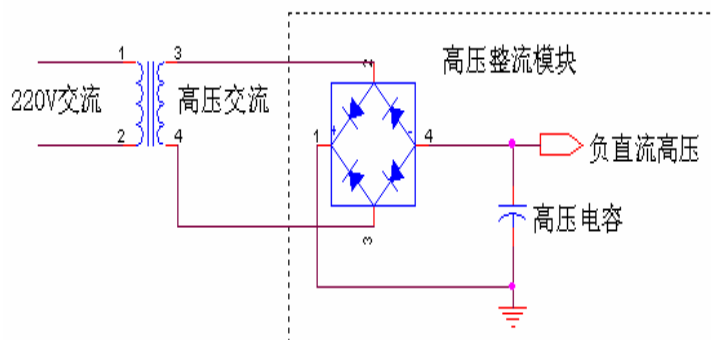 高压整流模块
1 3 2
220V交流 高压交流
2 4 1 + - 4
负直流高压
3
高压电容